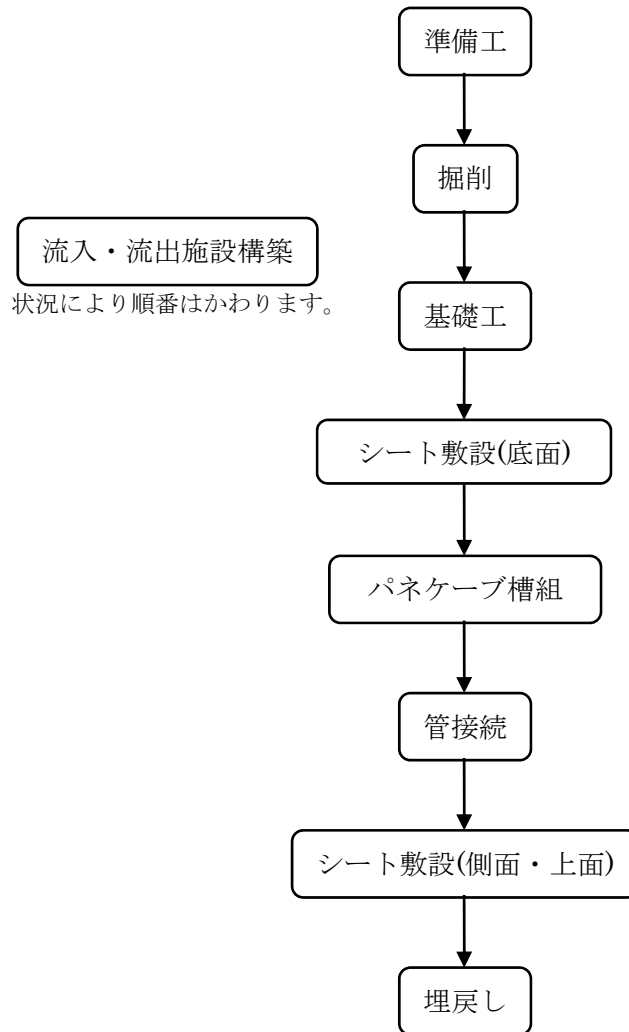 準備工
掘削
流入・流出施設構築
状況により順番はかわります。
基礎工
シート敷設(底面)
パネケーブ槽組
管接続
シート敷設(側面・上面)
埋戻し